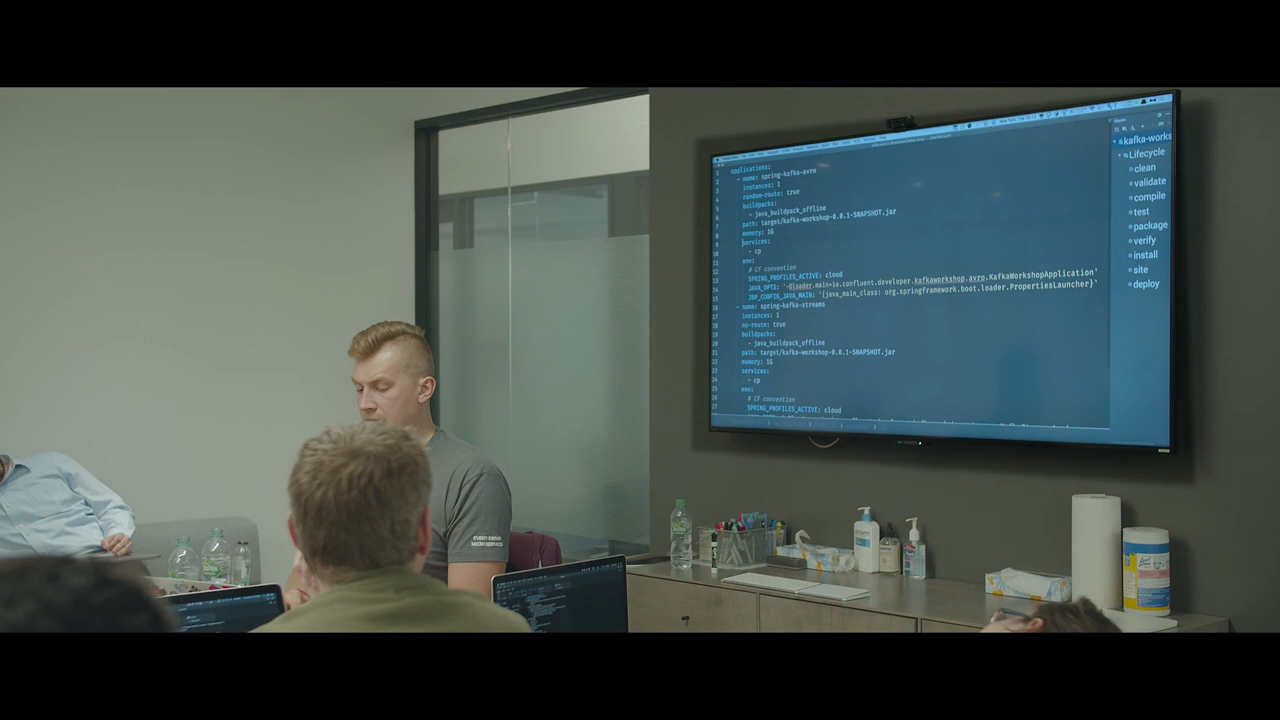 applications:
- name: spring-kafka-avro
instances: 1
random-route: true
buildpacks:
- java_buildpack_offline
path: target/kafka-workshop-0.0.1-SNAPSHOT.jar
memory: 1G
services:
- cp
env:
# CF convention
SPRING_PROFILES_ACTIVE: cloud
JAVA_OPTS: '-Dloader.main=io.confluent.developer.kafkaworkshop.avro.KafkaWorkshopApplication'
JBP_CONFIG_JAVA_MAIN: '{java_main_class: org.springframework.boot.loader.PropertiesLauncher}'
- name: spring-kafka-streams
instances: 1
no-route: true
buildpacks:
- java_buildpack_offline
path: target/kafka-workshop-0.0.1-SNAPSHOT.jar
memory: 1G
services:
- cp
env:
# CF convention
SPRING_PROFILES_ACTIVE: cloud
Maven
kafka-works
Lifecycle
clean
validate
compile
test
package
verify
install
site
deploy
EVENT-DRIVEN
MICROSERVICES